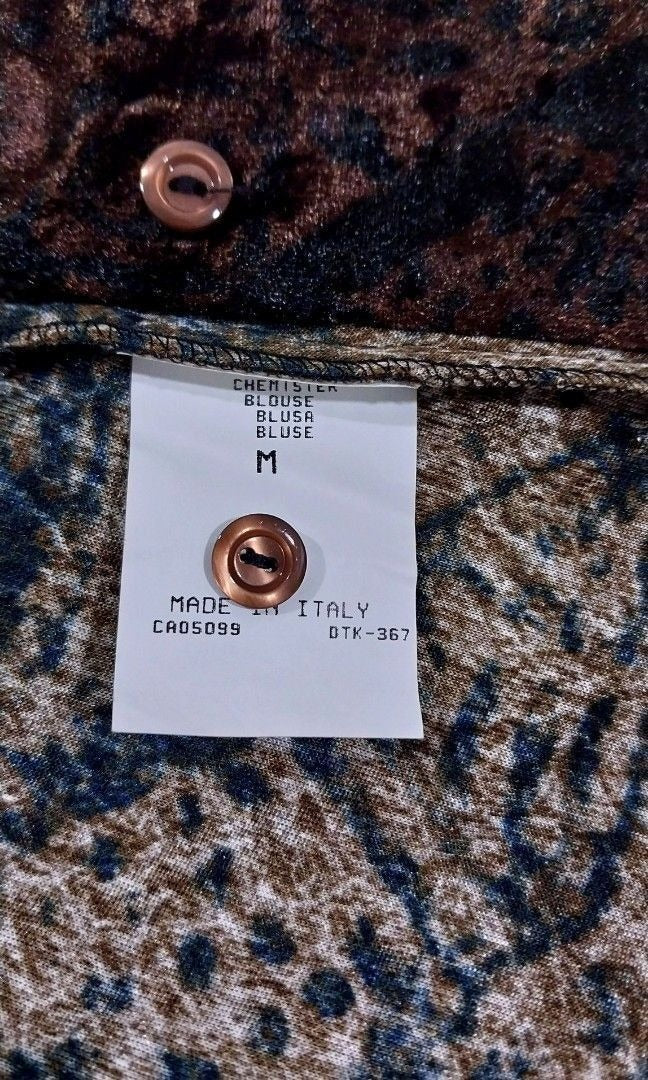 CHEMISIER
BLOUSE
BLUSA
BLUSE
M
MADE IN ITALY
CA05099 DTK-367